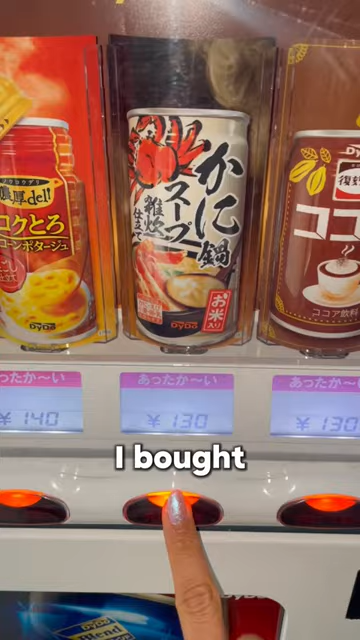 濃厚deli
コクとろ
コーンポタージュ
DyDo
かに鍋
スープ
雑炊
仕立て
お米
入り
DyDo
復刻
ココ
ココア飲料
あったか〜い
あったか〜い
あったか〜い
¥140
¥130
¥130
I bought
DyDo
Blend